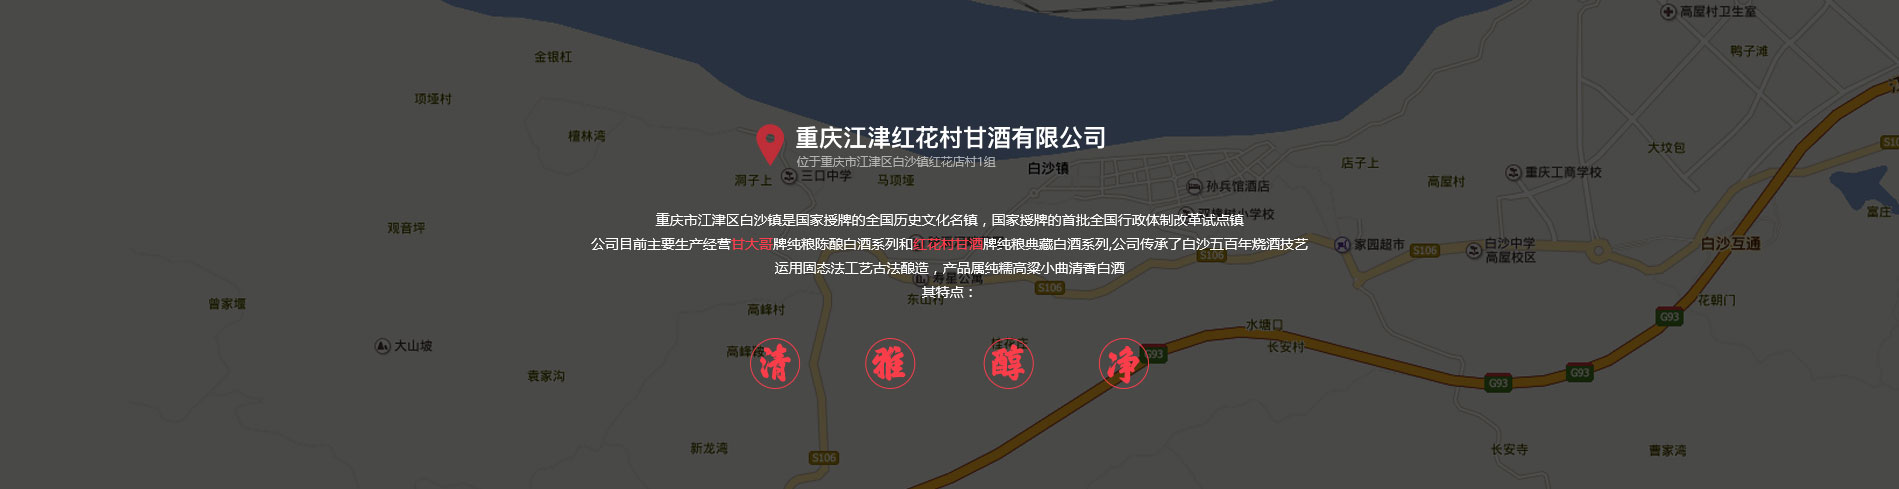 高屋村卫生室
鸭子滩
金银杠
项垭村
檀林湾
重庆江津红花村甘酒有限公司
位于重庆市江津区白沙镇红花店村1组
大坟包
店子上
白沙镇
三口中学
重庆工商学校
洞子上
马项垭
高屋村
孙兵馆酒店
富庄
重庆市江津区白沙镇是国家授牌的全国历史文化名镇，国家授牌的首批全国行政体制改革试点镇
观音坪
公司目前主要生产经营甘大哥牌纯粮陈酿白酒系列和红花村甘酒牌纯粮典藏白酒系列,公司传承了白沙五百年烧酒技艺
家园超市
S106
白沙中学
高屋校区
白沙互通
S106
运用固态法工艺古法酿造，产品属纯糯高粱小曲清香白酒
S106
其特点：
曾家堰
高峰村
东山村
花朝门
G93
水塘口
大山坡
长安村
G93
清 雅 醇 净
袁家沟
G93
G93
新龙湾
S106
长安寺
曹家湾